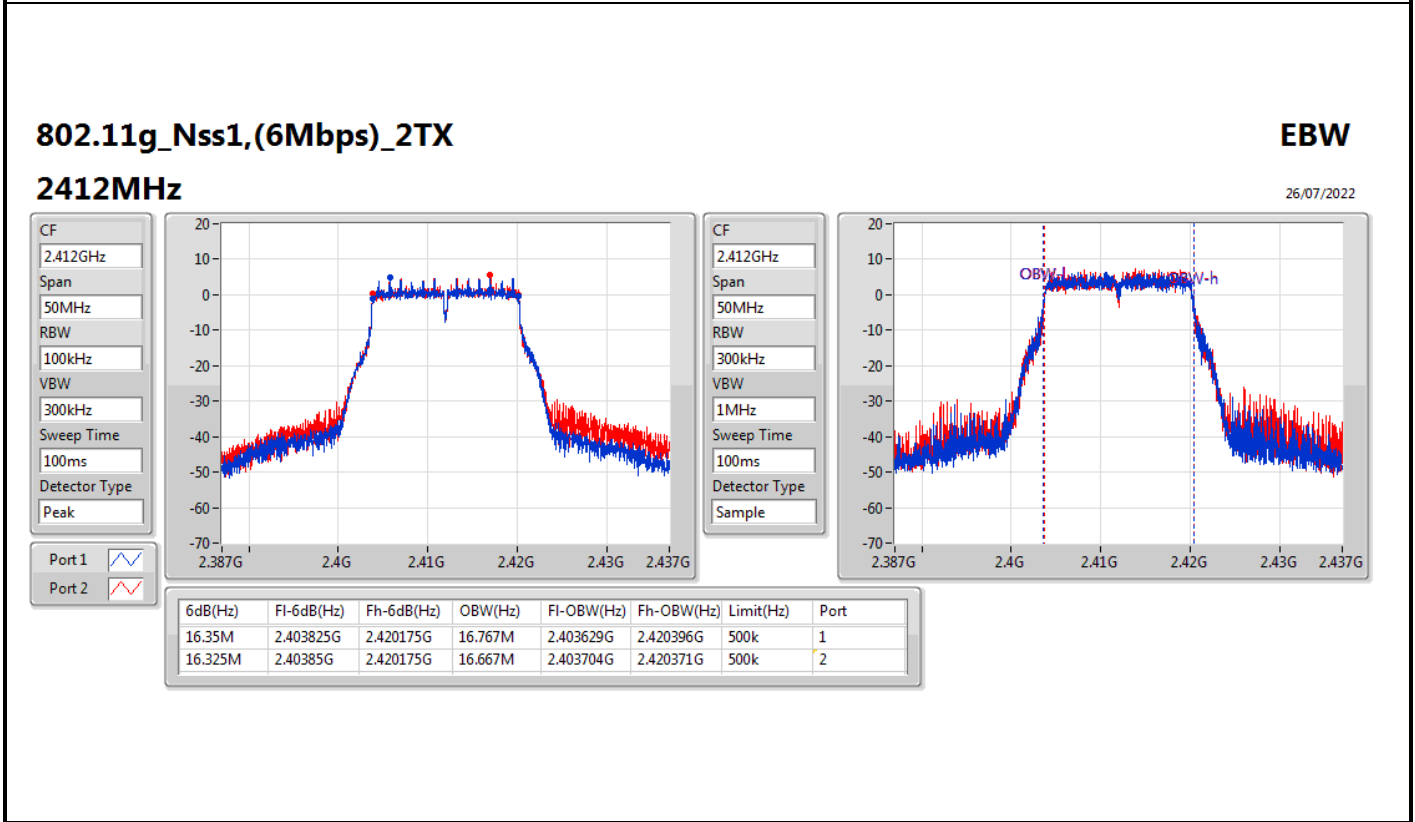 802.11g_Nss1,(6Mbps)_2TX EBW
2412MHz 26/07/2022
CF
2.412GHz
Span
50MHz
RBW
100kHz
VBW
300kHz
Sweep Time
100ms
Detector Type
Peak
Port 1
Port 2
20
10
0
-10
-20
-30
-40
-50
-60
-70
2.387G 2.4G 2.41G 2.42G 2.43G 2.437G
CF
2.412GHz
Span
50MHz
RBW
300kHz
VBW
1MHz
Sweep Time
100ms
Detector Type
Sample
20
10
0
-10
-20
-30
-40
-50
-60
-70
OBW-l OBW-h
2.387G 2.4G 2.41G 2.42G 2.43G 2.437G
6dB(Hz) Fl-6dB(Hz) Fh-6dB(Hz) OBW(Hz) Fl-OBW(Hz) Fh-OBW(Hz) Limit(Hz) Port
16.35M 2.403825G 2.420175G 16.767M 2.403629G 2.420396G 500k 1
16.325M 2.40385G 2.420175G 16.667M 2.403704G 2.420371G 500k 2